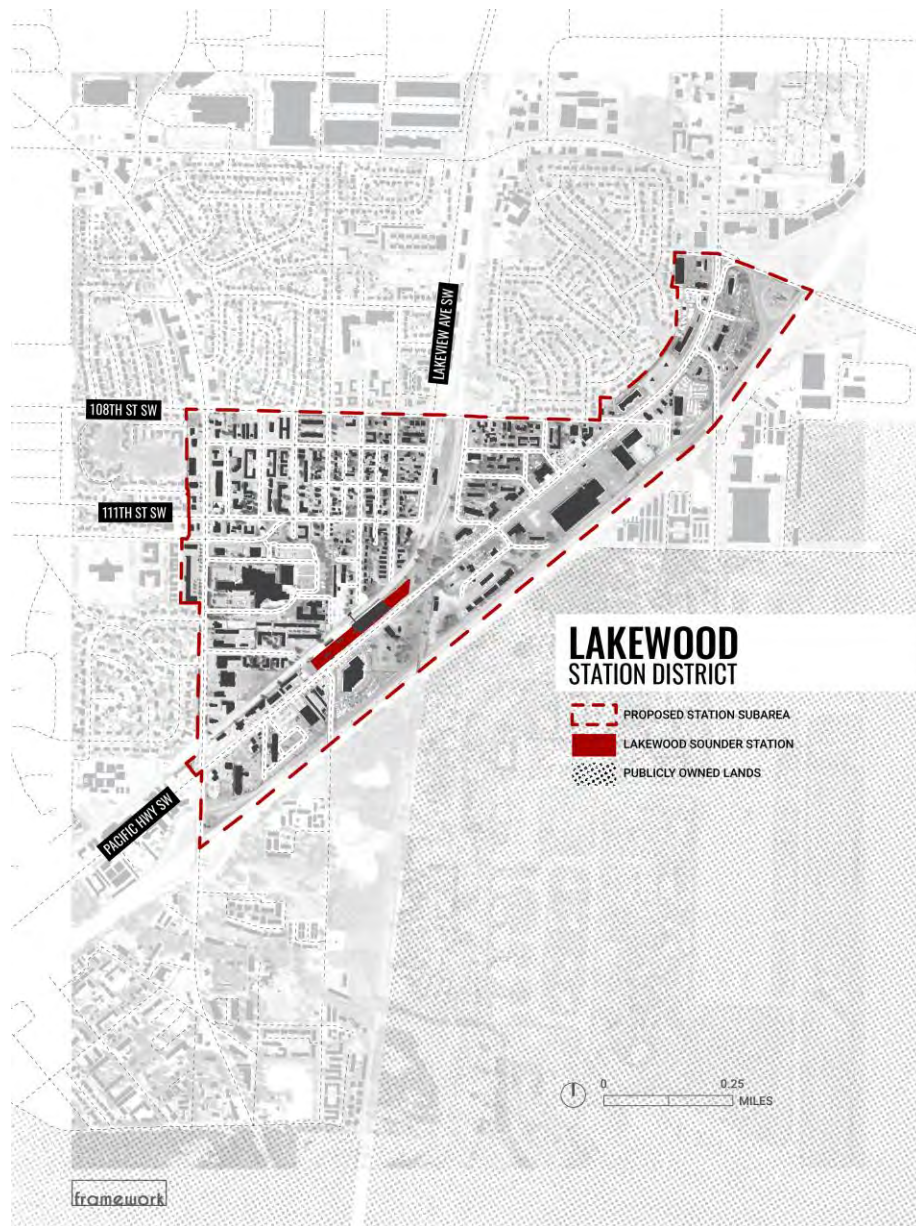 LAKEVIEW AVE SW
108TH ST SW
111TH ST SW
LAKEWOOD
STATION DISTRICT
PROPOSED STATION SUBAREA
LAKEWOOD SOUNDER STATION
PUBLICLY OWNED LANDS
PACIFIC HWY SW
0 0.25
MILES
framework